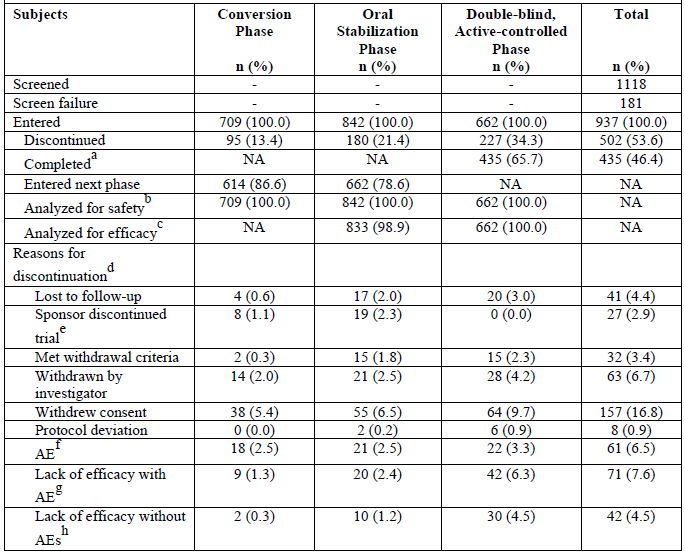 Subjects | Conversion Phase n (%) | Oral Stabilization Phase n (%) | Double-blind, Active-controlled Phase n (%) | Total n (%)
Screened | - | - | - | 1118
Screen failure | - | - | - | 181
Entered | 709 (100.0) | 842 (100.0) | 662 (100.0) | 937 (100.0)
Discontinued | 95 (13.4) | 180 (21.4) | 227 (34.3) | 502 (53.6)
Completed a | NA | NA | 435 (65.7) | 435 (46.4)
Entered next phase | 614 (86.6) | 662 (78.6) | NA | NA
Analyzed for safety b | 709 (100.0) | 842 (100.0) | 662 (100.0) | NA
Analyzed for efficacy c | NA | 833 (98.9) | 662 (100.0) | NA
Reasons for discontinuation d
Lost to follow-up | 4 (0.6) | 17 (2.0) | 20 (3.0) | 41 (4.4)
Sponsor discontinued trial e | 8 (1.1) | 19 (2.3) | 0 (0.0) | 27 (2.9)
Met withdrawal criteria | 2 (0.3) | 15 (1.8) | 15 (2.3) | 32 (3.4)
Withdrawn by investigator | 14 (2.0) | 21 (2.5) | 28 (4.2) | 63 (6.7)
Withdrew consent | 38 (5.4) | 55 (6.5) | 64 (9.7) | 157 (16.8)
Protocol deviation | 0 (0.0) | 2 (0.2) | 6 (0.9) | 8 (0.9)
AE f | 18 (2.5) | 21 (2.5) | 22 (3.3) | 61 (6.5)
Lack of efficacy with AE g | 9 (1.3) | 20 (2.4) | 42 (6.3) | 71 (7.6)
Lack of efficacy without AEs h | 2 (0.3) | 10 (1.2) | 30 (4.5) | 42 (4.5)